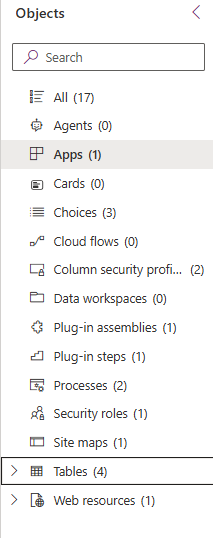 Objects
Search
All (17)
Agents (0)
Apps (1)
Cards (0)
Choices (3)
Cloud flows (0)
Column security profi... (2)
Data workspaces (0)
Plug-in assemblies (1)
Plug-in steps (1)
Processes (2)
Security roles (1)
Site maps (1)
Tables (4)
Web resources (1)